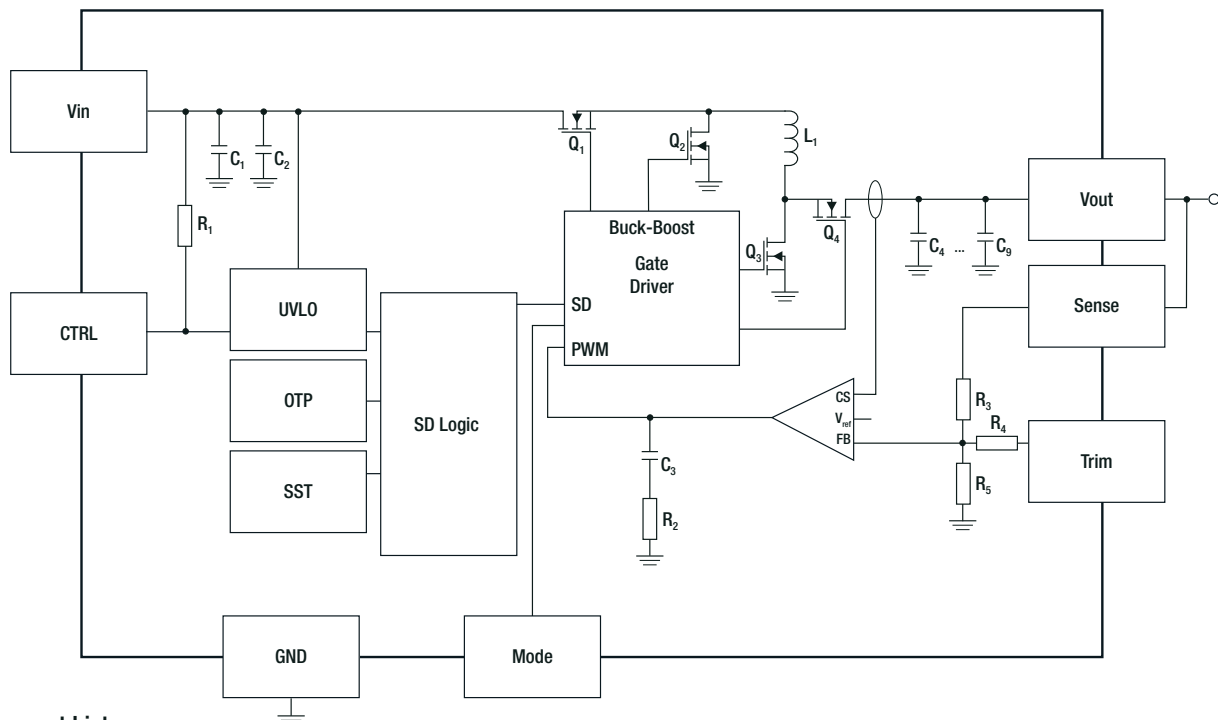 Vin
C1
C2
R1
Q1
Q2
L1
Buck-Boost
Gate
Driver
Q3
Q4
C4 ... C9
Vout
CTRL
UVLO
SD
PWM
Sense
OTP
SD Logic
CS
Vref
FB
R3
R4
SST
C3
R5
Trim
R2
GND
Mode